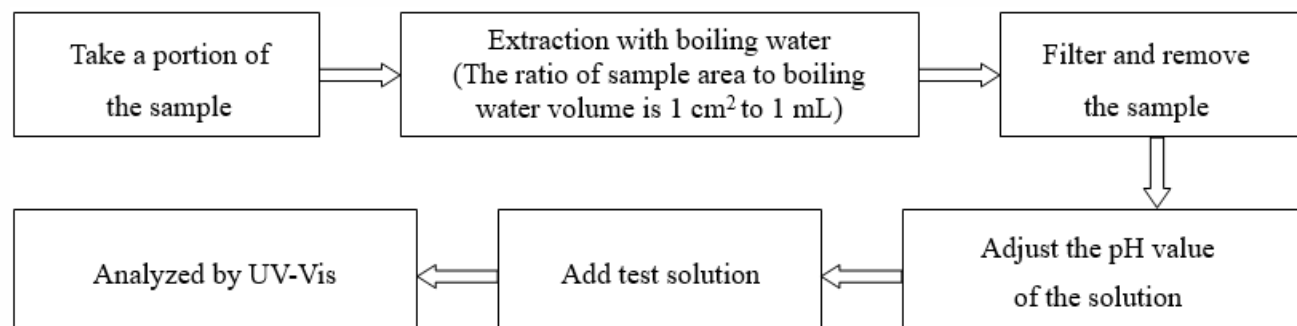 Take a portion of
the sample
Extraction with boiling water
(The ratio of sample area to boiling
water volume is 1 cm² to 1 mL)
Filter and remove
the sample
Adjust the pH value
of the solution
Add test solution
Analyzed by UV-Vis